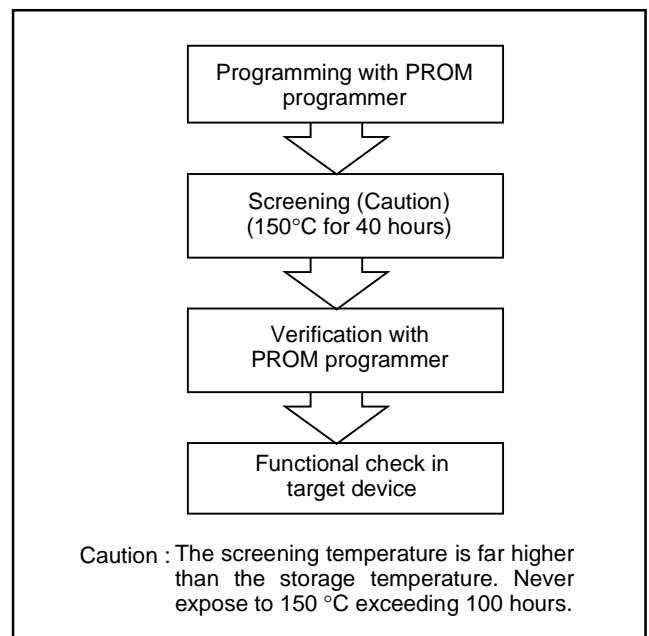 Programming with PROM
programmer
Screening (Caution)
(150°C for 40 hours)
Verification with
PROM programmer
Functional check in
target device
Caution : The screening temperature is far higher
than the storage temperature. Never
expose to 150 °C exceeding 100 hours.